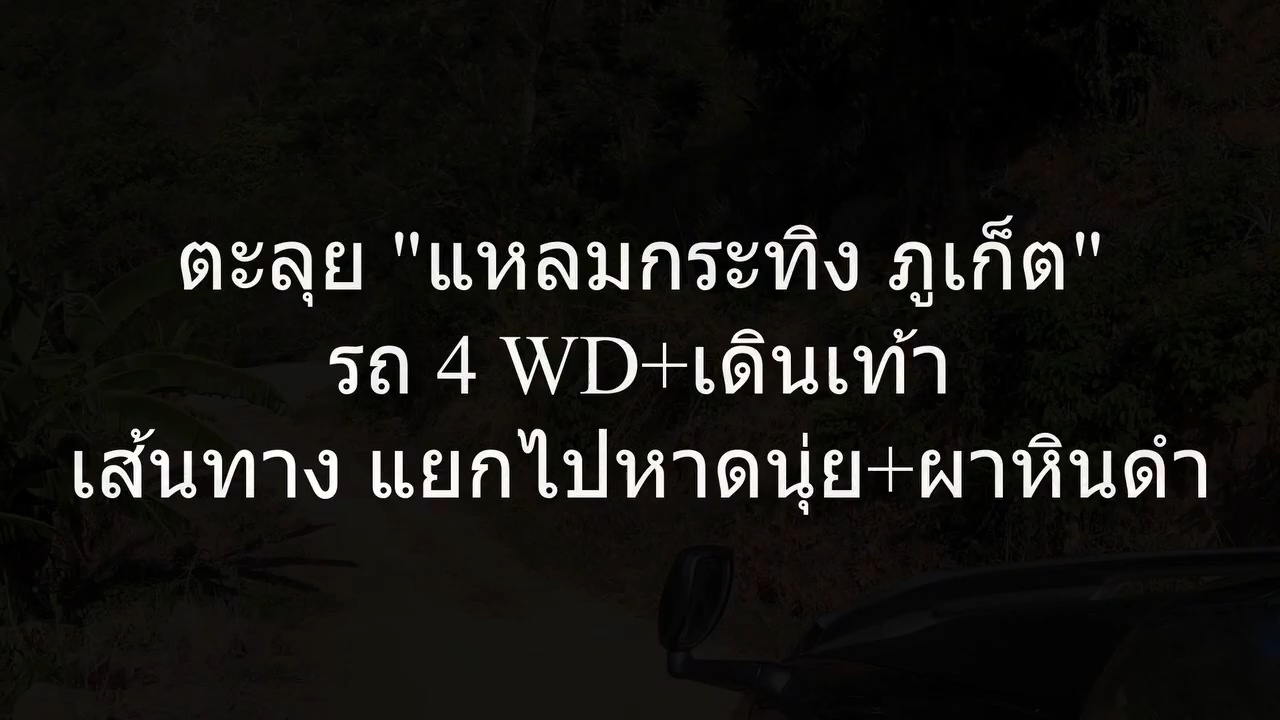 ตะลุย "แหลมกระทิง ภูเก็ต"
รถ 4 WD+เดินเท้า
เส้นทาง แยกไปหาดนุ่ย+ผาหินดำ